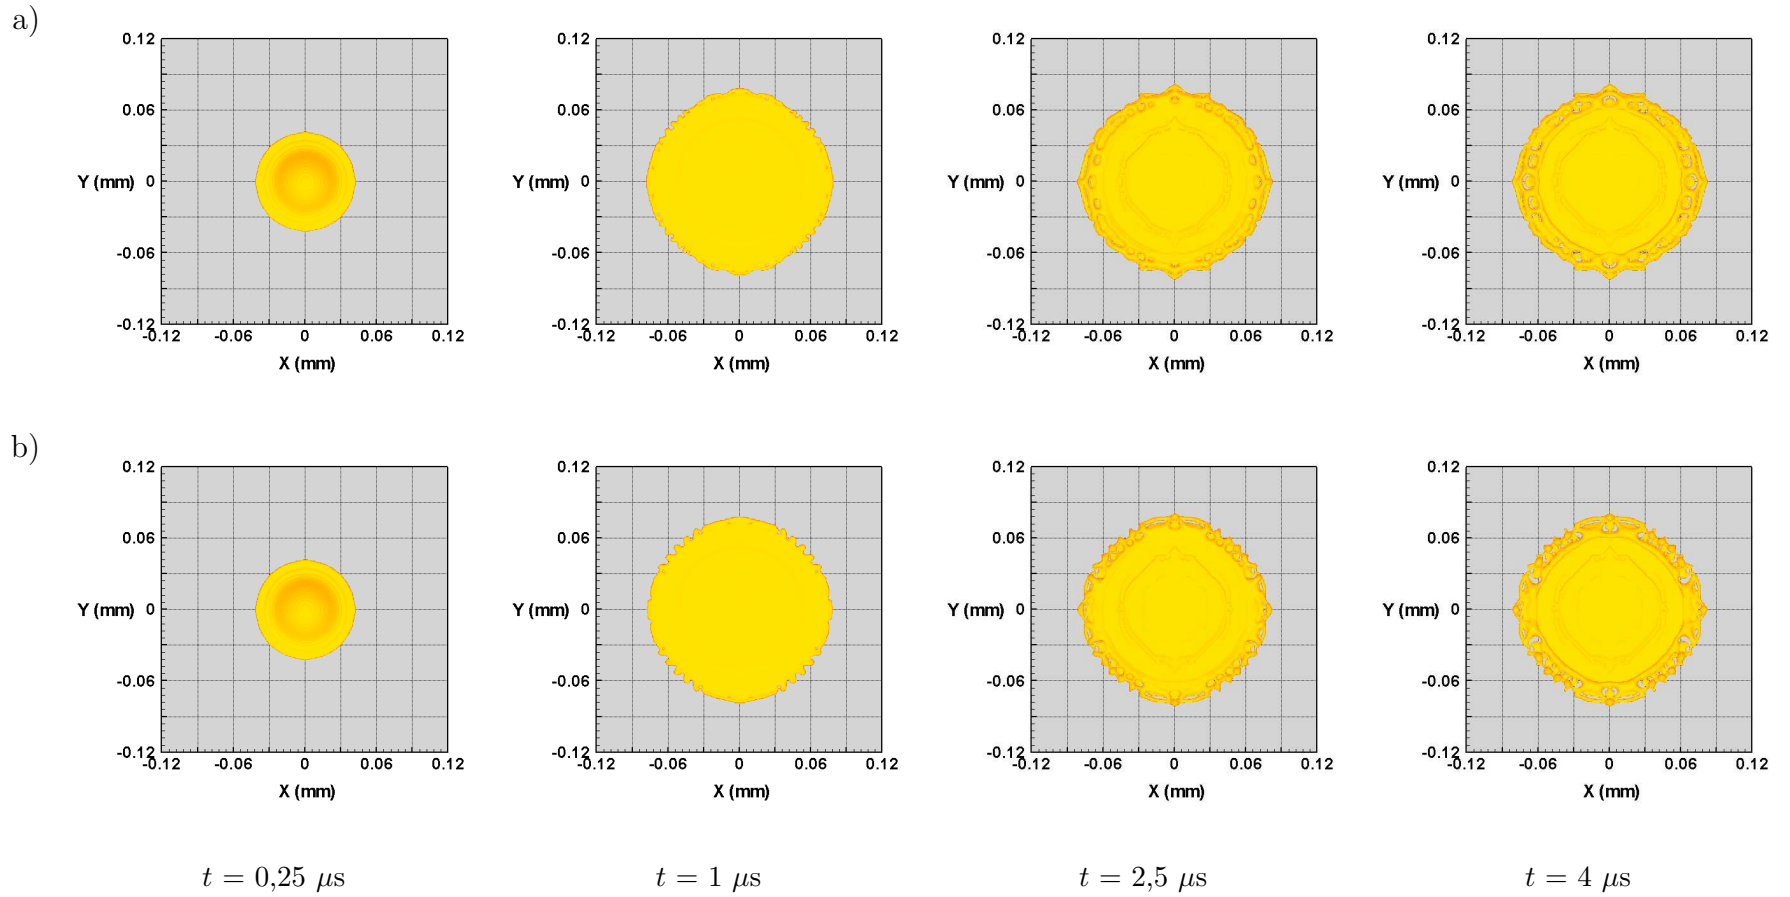 a)
0.12 0.12 0.12 0.12
0.06 0.06 0.06 0.06
Y (mm) 0 Y (mm) 0 Y (mm) 0 Y (mm) 0
-0.06 -0.06 -0.06 -0.06
-0.12 -0.12 -0.12 -0.12
-0.12 -0.06 0 0.06 0.12 -0.12 -0.06 0 0.06 0.12 -0.12 -0.06 0 0.06 0.12 -0.12 -0.06 0 0.06 0.12
X (mm) X (mm) X (mm) X (mm)
b)
0.12 0.12 0.12 0.12
0.06 0.06 0.06 0.06
Y (mm) 0 Y (mm) 0 Y (mm) 0 Y (mm) 0
-0.06 -0.06 -0.06 -0.06
-0.12 -0.12 -0.12 -0.12
-0.12 -0.06 0 0.06 0.12 -0.12 -0.06 0 0.06 0.12 -0.12 -0.06 0 0.06 0.12 -0.12 -0.06 0 0.06 0.12
X (mm) X (mm) X (mm) X (mm)
t = 0,25 μs t = 1 μs t = 2,5 μs t = 4 μs